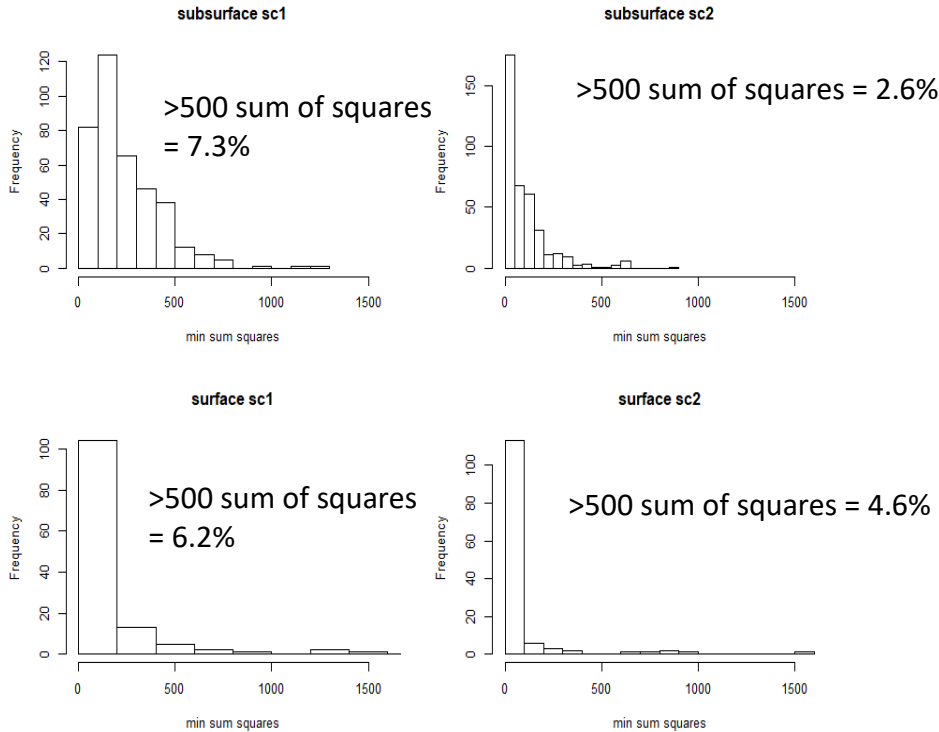 subsurface sc1
>500 sum of squares
= 7.3%
Frequency
0 20 40 60 80 100 120
0 500 1000 1500
min sum squares
subsurface sc2
>500 sum of squares = 2.6%
Frequency
0 50 100 150
0 500 1000 1500
min sum squares
surface sc1
>500 sum of squares
= 6.2%
Frequency
0 20 40 60 80 100
0 500 1000 1500
min sum squares
surface sc2
>500 sum of squares = 4.6%
Frequency
0 20 40 60 80 100
0 500 1000 1500
min sum squares